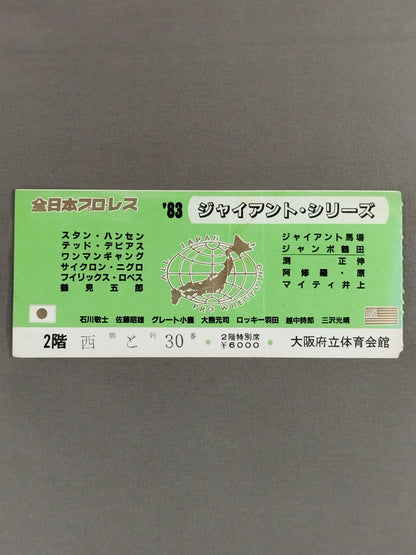 全日本プロレス
'83 ジャイアント・シリーズ
スタン・ハンセン
テッド・デビアス
ワンマンギャング
サイクロン・ニグロ
フィリックス・ロペス
鶴見五郎
ALL JAPAN
PRO WRESTLING
ジャイアント馬場
ジャンボ鶴田
渕 正伸
阿修羅・原
マイティ井上
石川敬士 佐藤昭雄 グレート小鹿 大熊元司 ロッキー羽田 越中詩郎 三沢光晴
2階 西 側 と 列 30 番 ・2階特別席 ¥6000・ 大阪府立体育会館